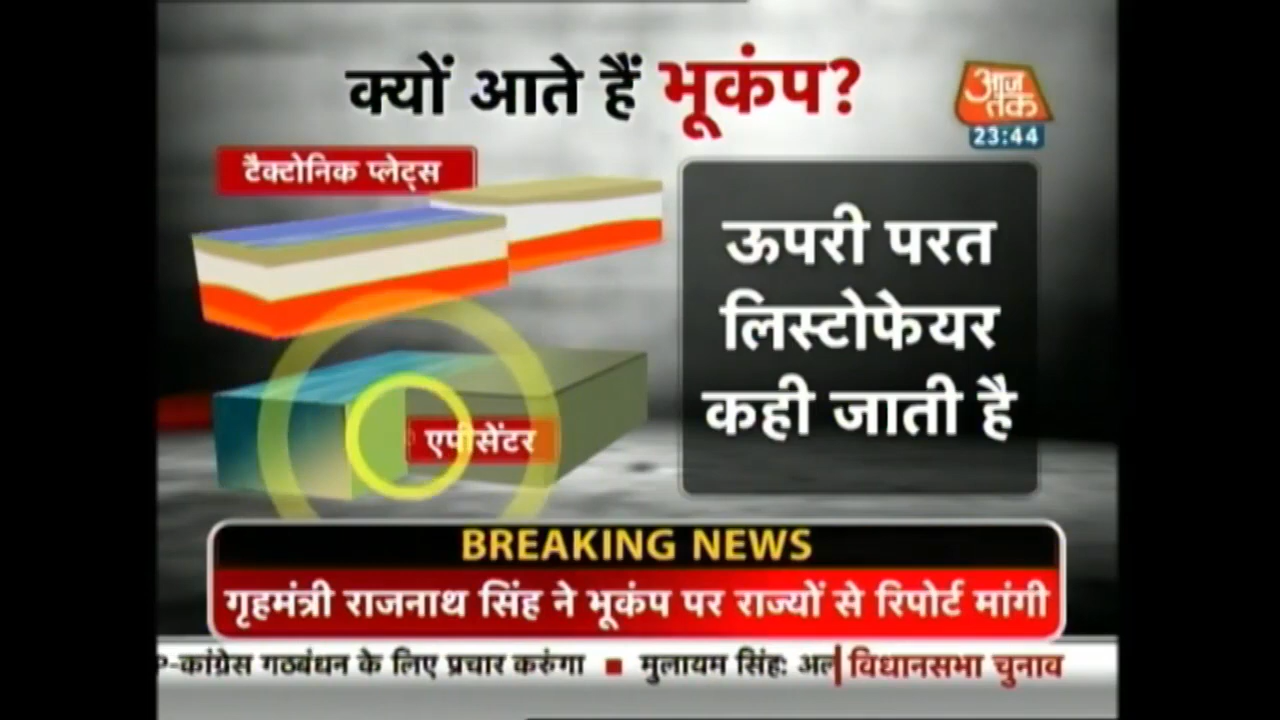 क्यों आते हैं भूकंप?
आज
तक
23:44
टैक्टोनिक प्लेट्स
ऊपरी परत
लिस्टोफेयर
कही जाती है
एपीसेंटर
BREAKING NEWS
गृहमंत्री राजनाथ सिंह ने भूकंप पर राज्यों से रिपोर्ट मांगी
-कांग्रेस गठबंधन के लिए प्रचार करुंगा ■ मुलायम सिंह: विधानसभा चुनाव